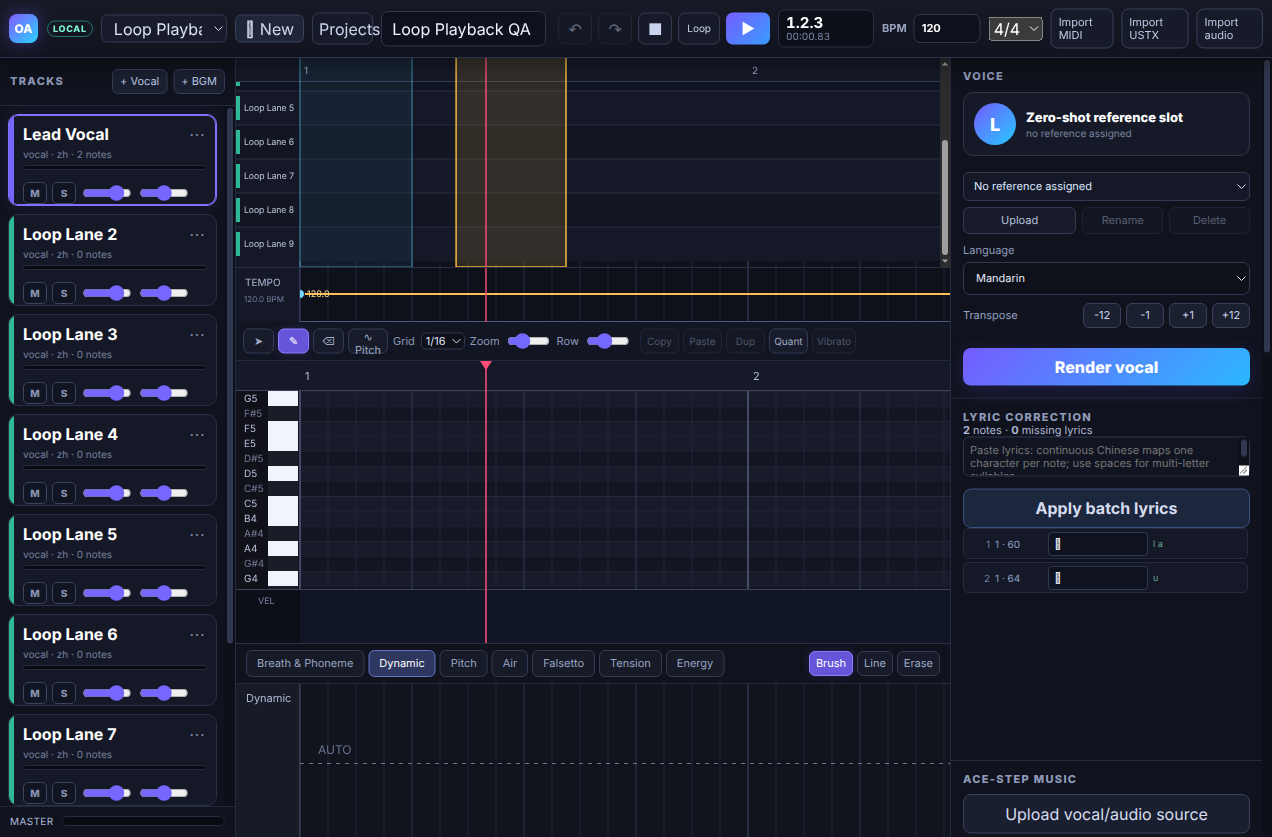 OA
LOCAL
Loop Playba
New
Projects
Loop Playback QA
Loop
1.2.3
00:00.83
BPM
120
4/4
Import MIDI
Import USTX
Import audio
TRACKS
+ Vocal
+ BGM
Lead Vocal
vocal · zh · 2 notes
M
S
Loop Lane 2
vocal · zh · 0 notes
M
S
Loop Lane 3
vocal · zh · 0 notes
M
S
Loop Lane 4
vocal · zh · 0 notes
M
S
Loop Lane 5
vocal · zh · 0 notes
M
S
Loop Lane 6
vocal · zh · 0 notes
M
S
Loop Lane 7
vocal · zh · 0 notes
M
S
MASTER
1
2
Loop Lane 5
Loop Lane 6
Loop Lane 7
Loop Lane 8
Loop Lane 9
TEMPO
120.0 BPM
120.0
Pitch
Grid
1/16
Zoom
Row
Copy
Paste
Dup
Quant
Vibrato
1
2
G5
F#5
F5
E5
D#5
D5
C#5
C5
B4
A#4
A4
G#4
G4
VEL
Breath & Phoneme
Dynamic
Pitch
Air
Falsetto
Tension
Energy
Brush
Line
Erase
Dynamic
AUTO
VOICE
L
Zero-shot reference slot
no reference assigned
No reference assigned
Upload
Rename
Delete
Language
Mandarin
Transpose
-12
-1
+1
+12
Render vocal
LYRIC CORRECTION
2 notes · 0 missing lyrics
Paste lyrics: continuous Chinese maps one
character per note; use spaces for multi-letter
syllables
Apply batch lyrics
1 1 · 60
l a
2 1 · 64
u
ACE-STEP MUSIC
Upload vocal/audio source